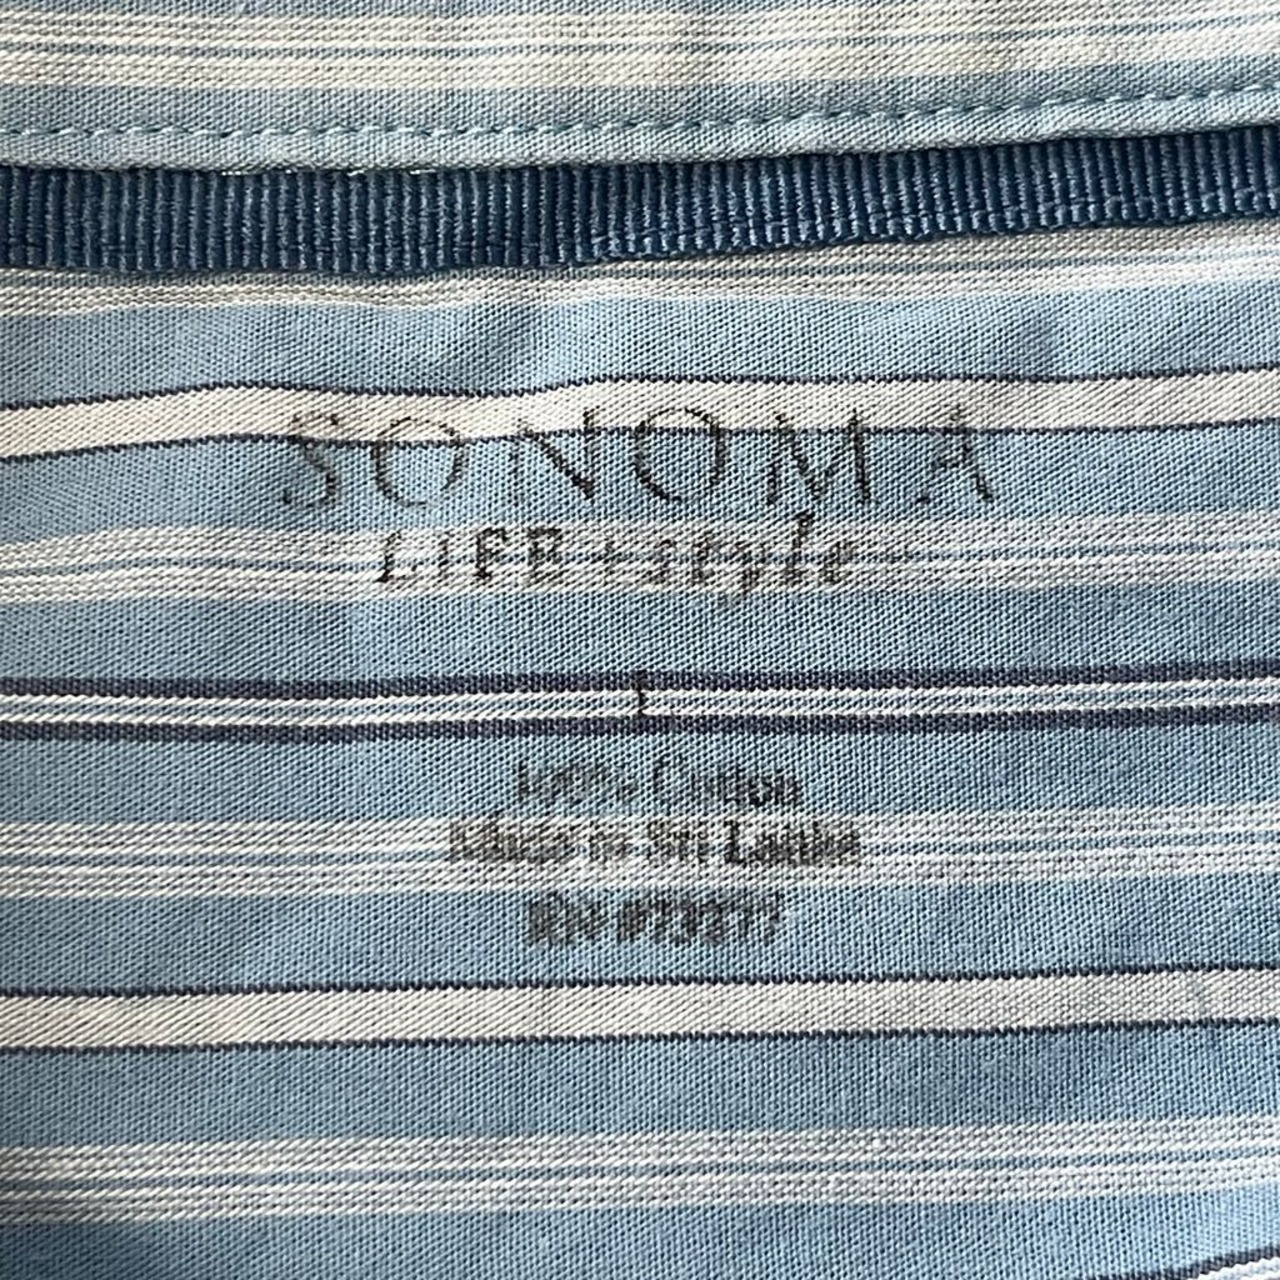 SONOMA
LIFE + style
L
100% Cotton
Made in Sri Lanka
RN #73277